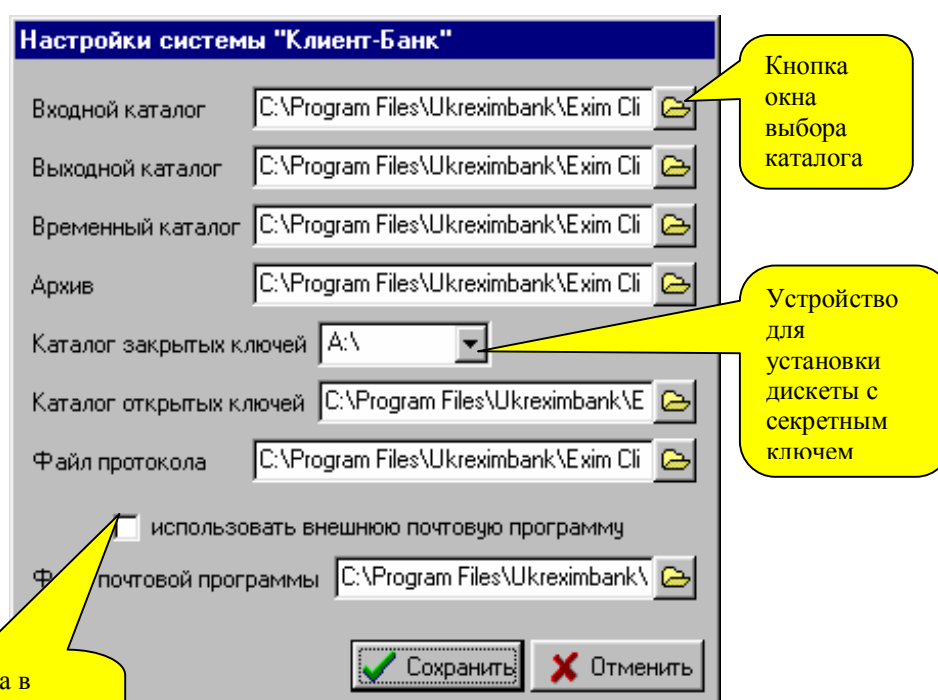 Настройки системы "Клиент-Банк"
Входной каталог C:\Program Files\Ukreximbank\Exim Cli
Выходной каталог C:\Program Files\Ukreximbank\Exim Cli
Временный каталог C:\Program Files\Ukreximbank\Exim Cli
Архив C:\Program Files\Ukreximbank\Exim Cli
Каталог закрытых ключей A:\
Каталог открытых ключей C:\Program Files\Ukreximbank\E
Файл протокола C:\Program Files\Ukreximbank\Exim Cli
использовать внешнюю почтовую программу
почтовой программы C:\Program Files\Ukreximbank\
Сохранить Отменить
Кнопка
окна
выбора
каталога
Устройство
для
установки
дискеты с
секретным
ключем
а в